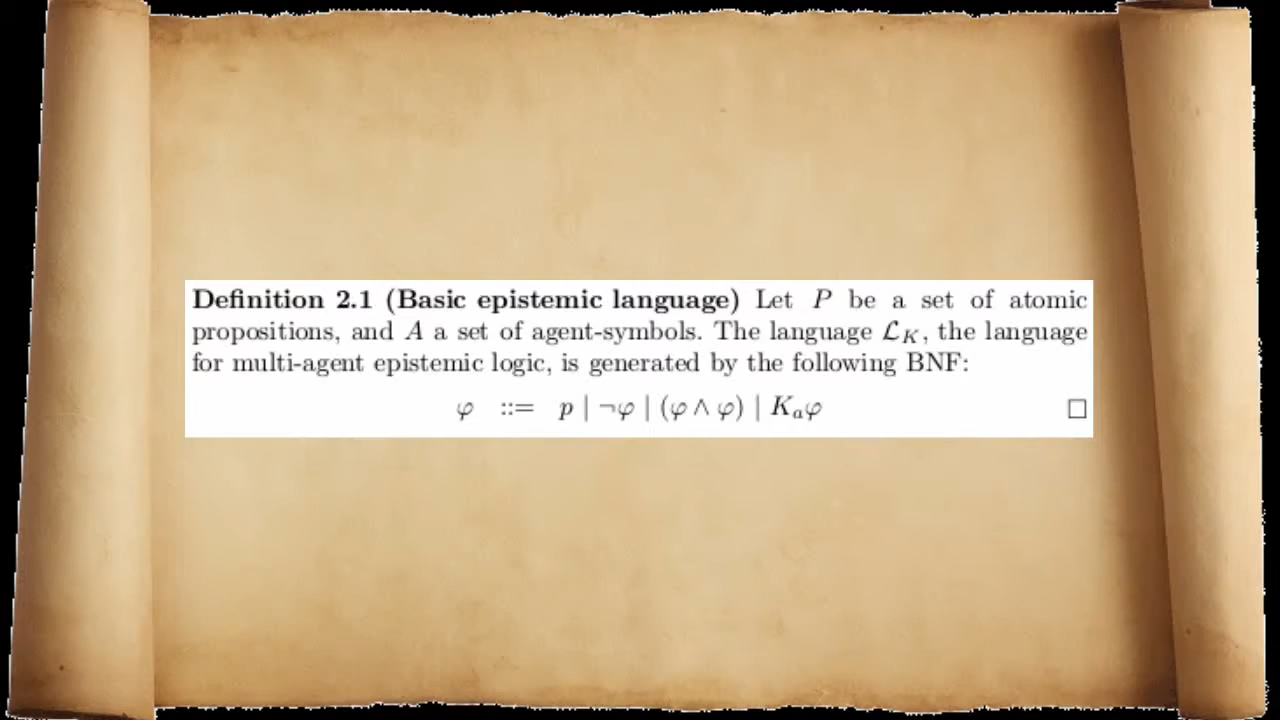 Definition 2.1 (Basic epistemic language) Let P be a set of atomic
propositions, and A a set of agent-symbols. The language ℒ_K, the language
for multi-agent epistemic logic, is generated by the following BNF:
φ ::= p | ¬φ | (φ ∧ φ) | K_aφ □